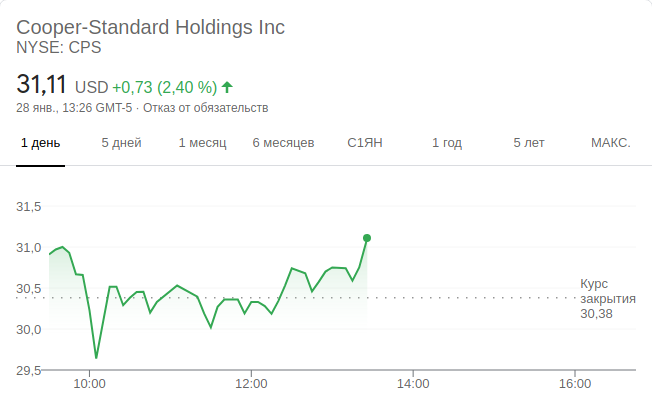 Cooper-Standard Holdings Inc
NYSE: CPS
31,11 USD +0,73 (2,40 %)
28 янв., 13:26 GMT-5 · Отказ от обязательств
1 день 5 дней 1 месяц 6 месяцев С1ЯН 1 год 5 лет МАКС.
31,5
31,0
30,5
30,0
29,5
Курс
закрытия
30,38
10:00 12:00 14:00 16:00